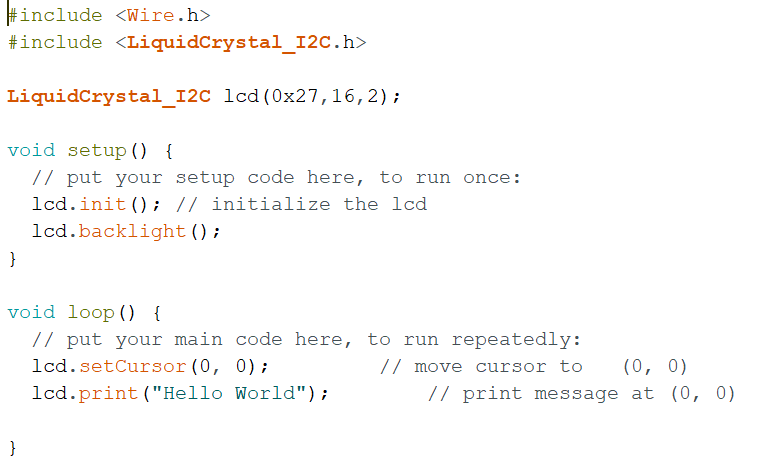 #include <Wire.h>
#include <LiquidCrystal_I2C.h>
LiquidCrystal_I2C lcd(0x27,16,2);
void setup() {
// put your setup code here, to run once:
lcd.init(); // initialize the lcd
lcd.backlight();
}
void loop() {
// put your main code here, to run repeatedly:
lcd.setCursor(0, 0); // move cursor to (0, 0)
lcd.print("Hello World"); // print message at (0, 0)
}